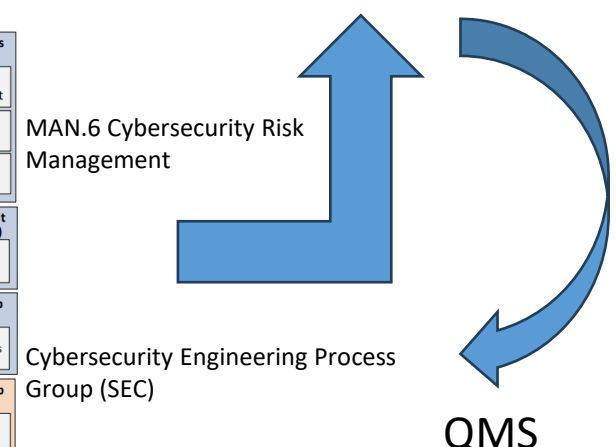 MAN.6 Cybersecurity Risk
Management
Cybersecurity Engineering Process
Group (SEC)
QMS